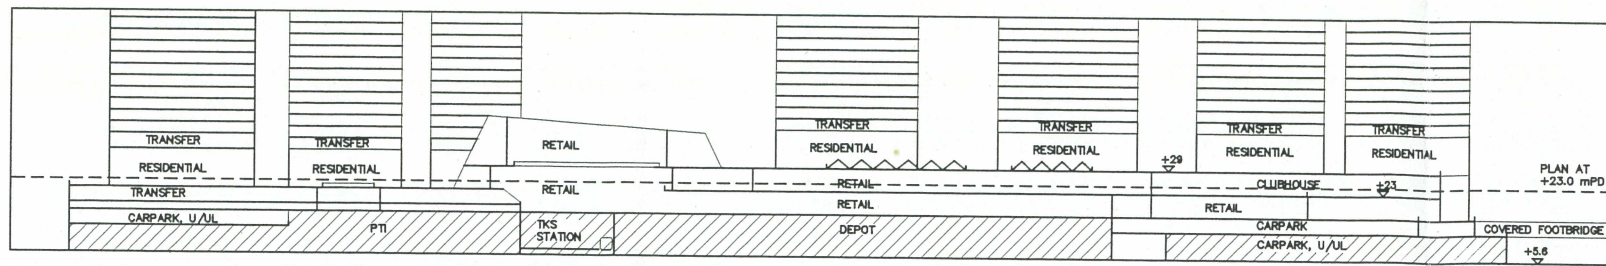 TRANSFER
TRANSFER
TRANSFER
TRANSFER
TRANSFER
TRANSFER
RESIDENTIAL
RESIDENTIAL
RETAIL
RESIDENTIAL
RESIDENTIAL
RESIDENTIAL
RESIDENTIAL
+29
PLAN AT
+23.0 mPD
TRANSFER
RETAIL
RETAIL
CLUBHOUSE
+23
RETAIL
RETAIL
CARPARK, U/UL
PTI
TKS
STATION
DEPOT
CARPARK
COVERED FOOTBRIDGE
CARPARK, U/UL
+5.6